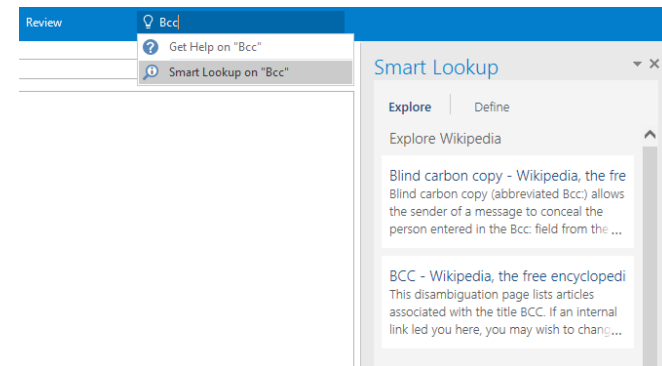 Review
Bcc
Get Help on "Bcc"
Smart Lookup on "Bcc"
Smart Lookup
Explore Define
Explore Wikipedia
Blind carbon copy - Wikipedia, the fre
Blind carbon copy (abbreviated Bcc:) allows
the sender of a message to conceal the
person entered in the Bcc: field from the ...
BCC - Wikipedia, the free encyclopedi
This disambiguation page lists articles
associated with the title BCC. If an internal
link led you here, you may wish to chang...